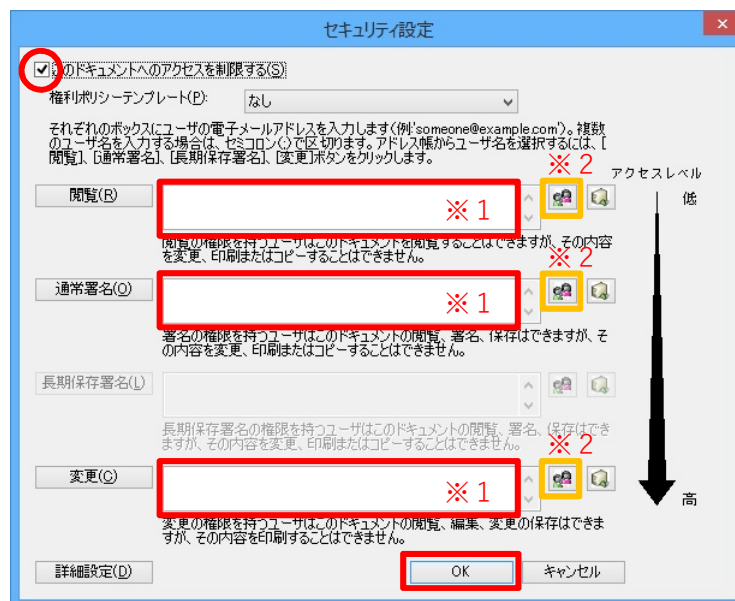 セキュリティ設定
このドキュメントへのアクセスを制限する(S)
権利ポリシーテンプレート(P):
なし
それぞれのボックスにユーザの電子メールアドレスを入力します(例:'someone@example.com')。複数
のユーザ名を入力する場合は、セミコロン(;)で区切ります。アドレス帳からユーザ名を選択するには、[
閲覧]、[通常署名]、[長期保存署名]、[変更]ボタンをクリックします。
※2
アクセスレベル
閲覧(R)
※1
低
閲覧の権限を持つユーザはこのドキュメントを閲覧することはできますが、その内容
を変更、印刷またはコピーすることはできません。
※2
通常署名(O)
※1
署名の権限を持つユーザはこのドキュメントの閲覧、署名、保存はできますが、そ
の内容を変更、印刷またはコピーすることはできません。
長期保存署名(L)
長期保存署名の権限を持つユーザはこのドキュメントの閲覧、署名、保存はでき
ますが、その内容を変更、印刷またはコピーすることはできません。
※2
変更(C)
※1
高
変更の権限を持つユーザはこのドキュメントの閲覧、編集、変更の保存はできま
すが、その内容を印刷することはできません。
詳細設定(D)
OK
キャンセル